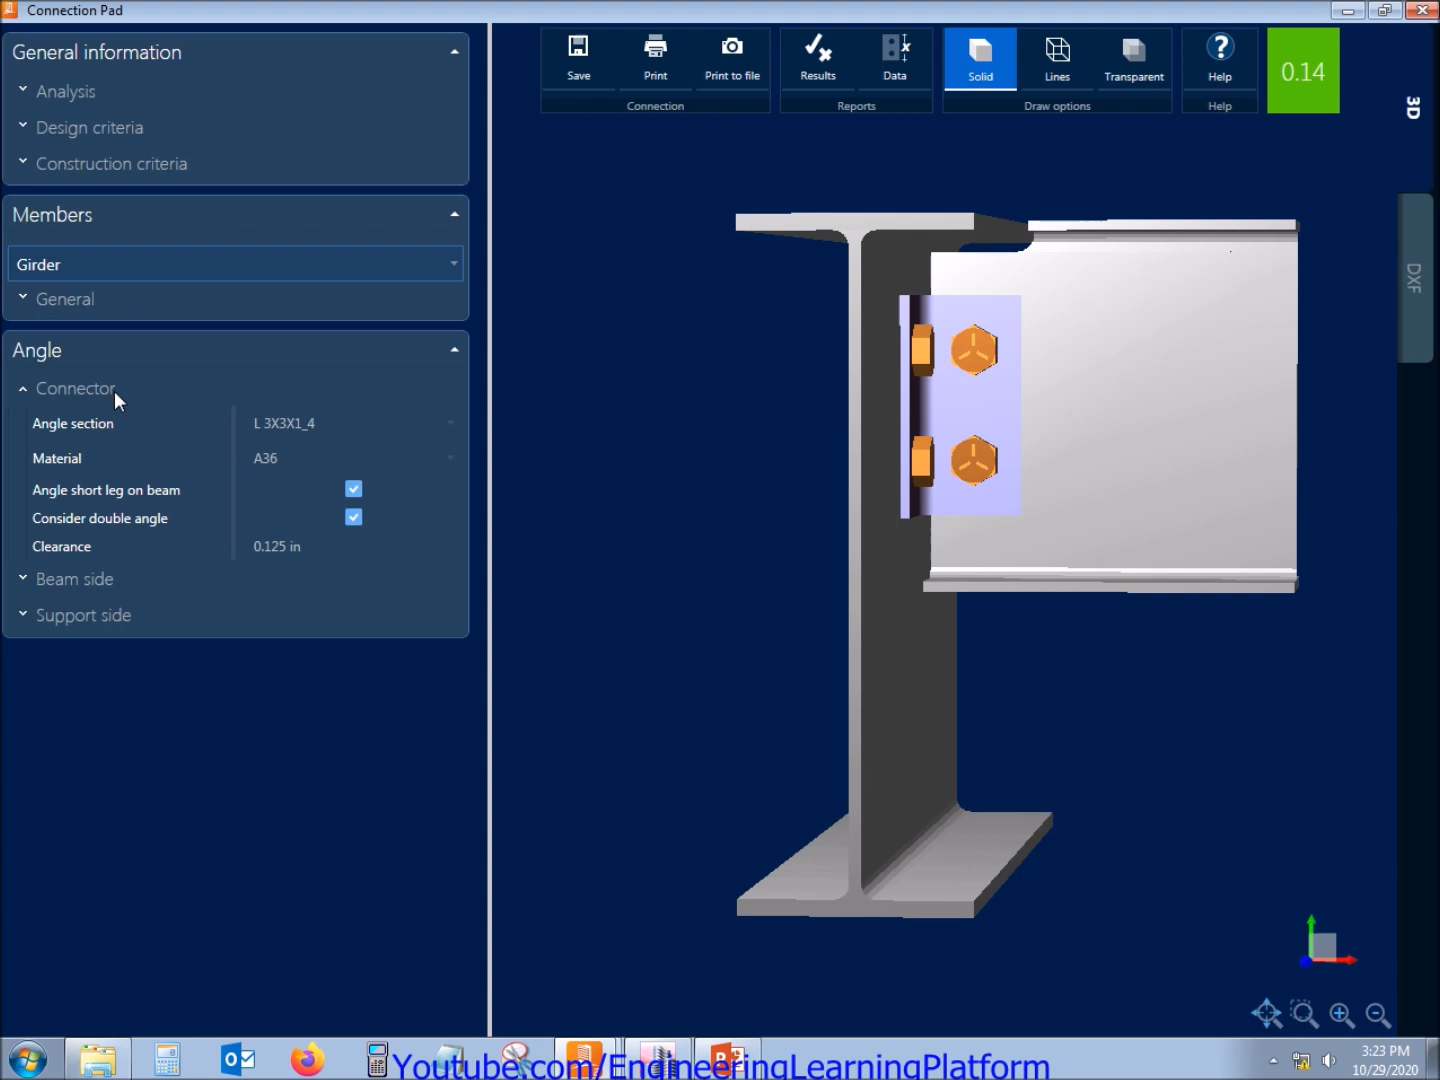 Connection Pad
General information
Analysis
Design criteria
Construction criteria
Members
Girder
General
Angle
Connector
Angle section L 3X3X1_4
Material A36
Angle short leg on beam
Consider double angle
Clearance 0.125 in
Beam side
Support side
Save Print Print to file
Connection
Results Data
Reports
Solid Lines Transparent
Draw options
Help
Help
0.14
3D
DXF
Youtube.com/EngineeringLearningPlatform
3:23 PM
10/29/2020